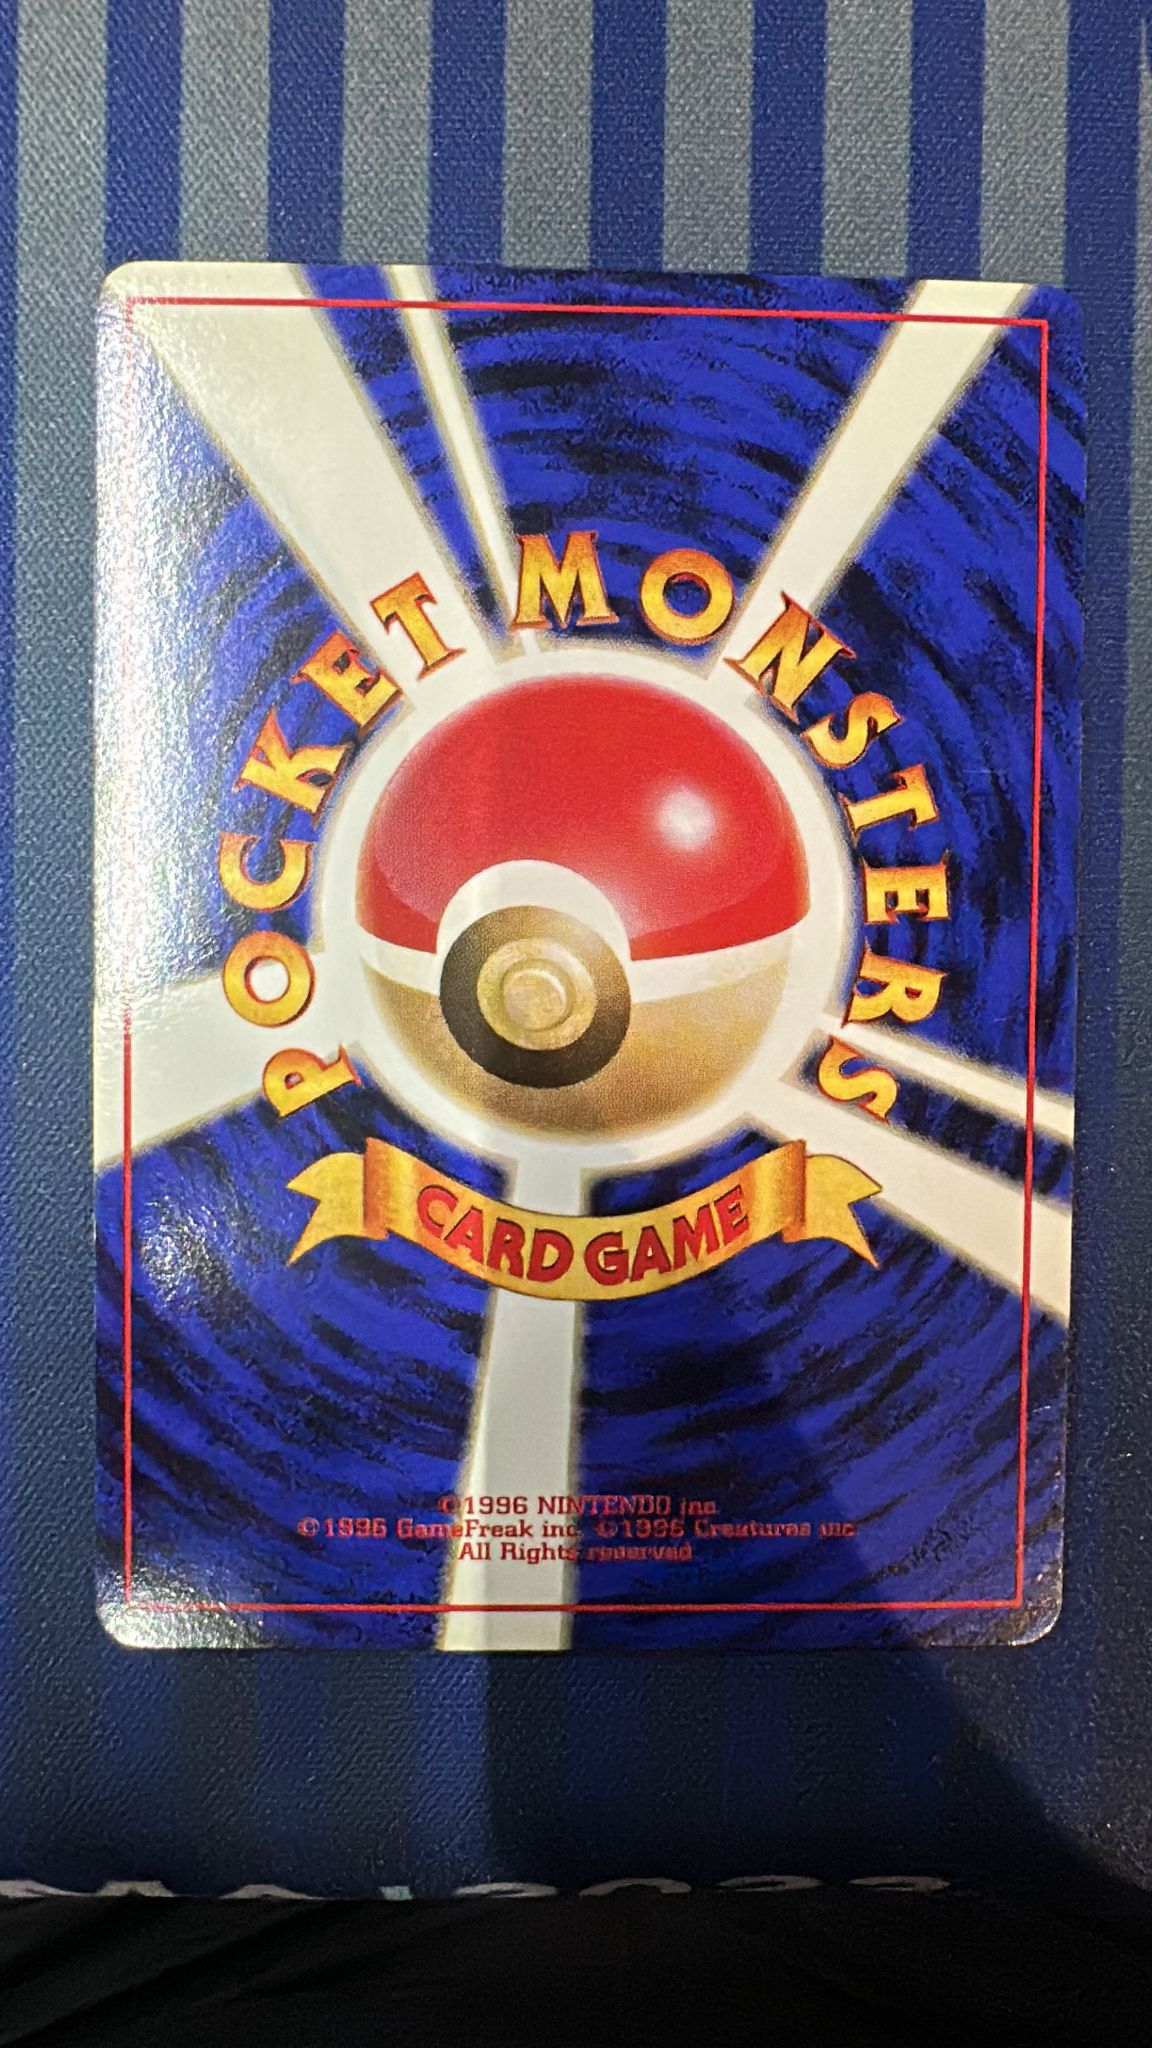 POCKET MONSTERS
CARD GAME
©1996 NINTENDO inc.
©1996 GameFreak inc. ©1996 Creatures inc.
All Rights reserved